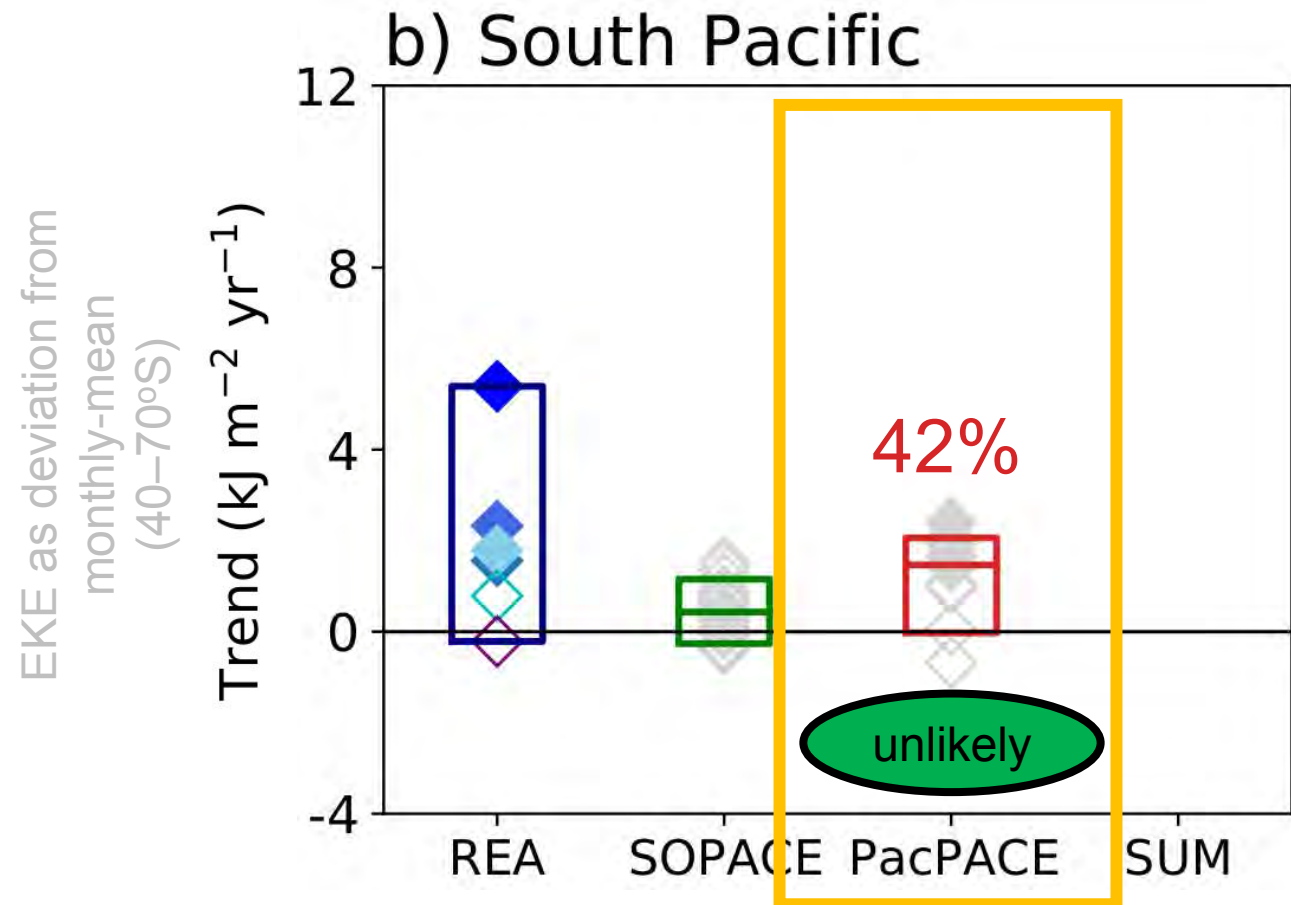 b) South Pacific
EKE as deviation from
monthly-mean
(40–70ºS)
Trend (kJ m⁻² yr⁻¹)
12
8
4
0
-4
42%
unlikely
REA SOPACE PacPACE SUM